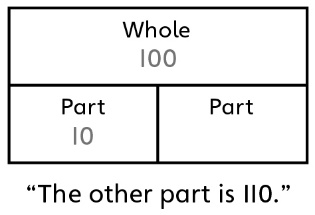 Whole
100
Part Part
10
“The other part is 110.”